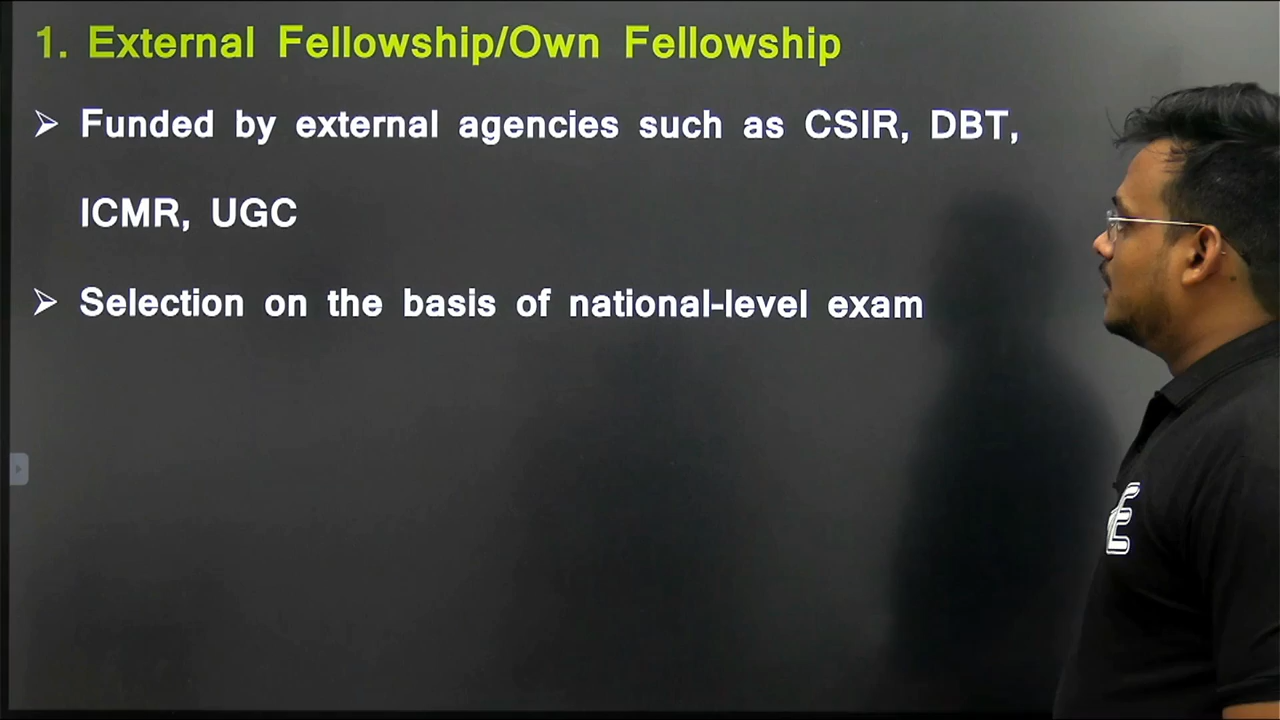 1. External Fellowship/Own Fellowship
➢ Funded by external agencies such as CSIR, DBT,
ICMR, UGC
➢ Selection on the basis of national-level exam
E